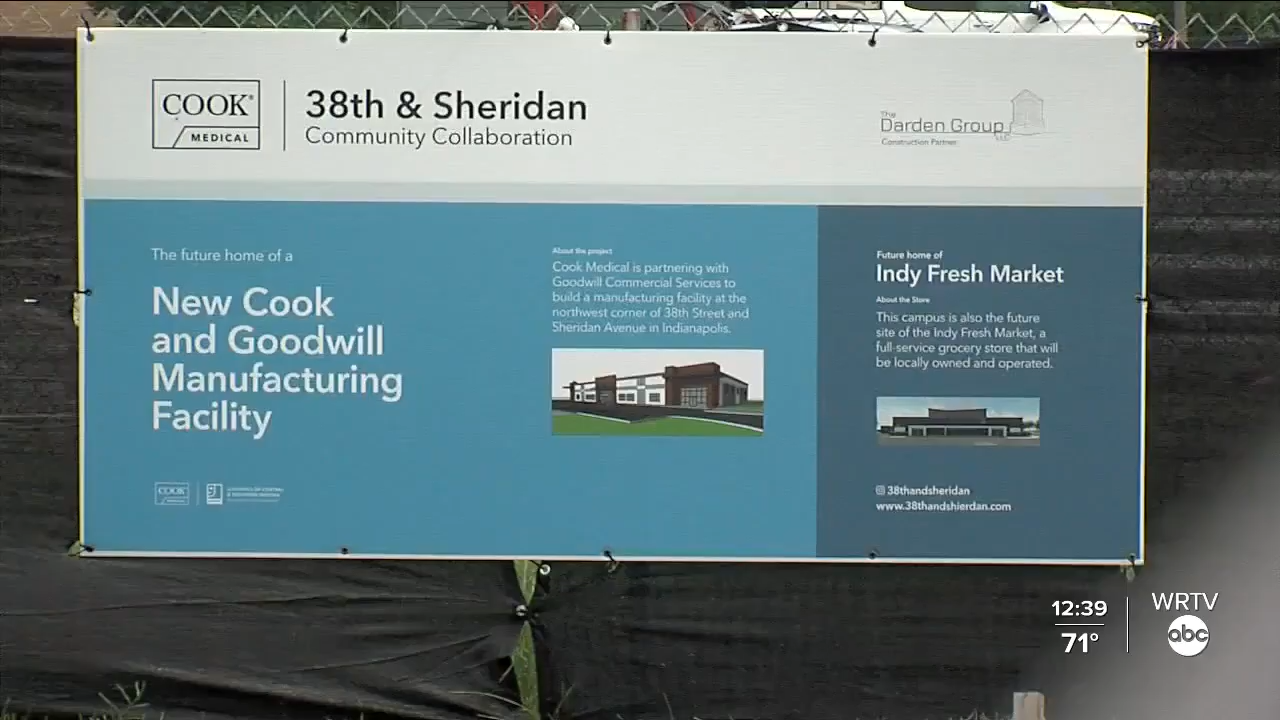 COOK®
MEDICAL
38th & Sheridan
Community Collaboration
The
Darden Group
LLC
Construction Partner
The future home of a
New Cook
and Goodwill
Manufacturing
Facility
COOK
About the project
Cook Medical is partnering with
Goodwill Commercial Services to
build a manufacturing facility at the
northwest corner of 38th Street and
Sheridan Avenue in Indianapolis.
Future home of
Indy Fresh Market
About the Store
This campus is also the future
site of the Indy Fresh Market, a
full-service grocery store that will
be locally owned and operated.
38thandsheridan
www.38thandshierdan.com
12:39
71°
WRTV
abc